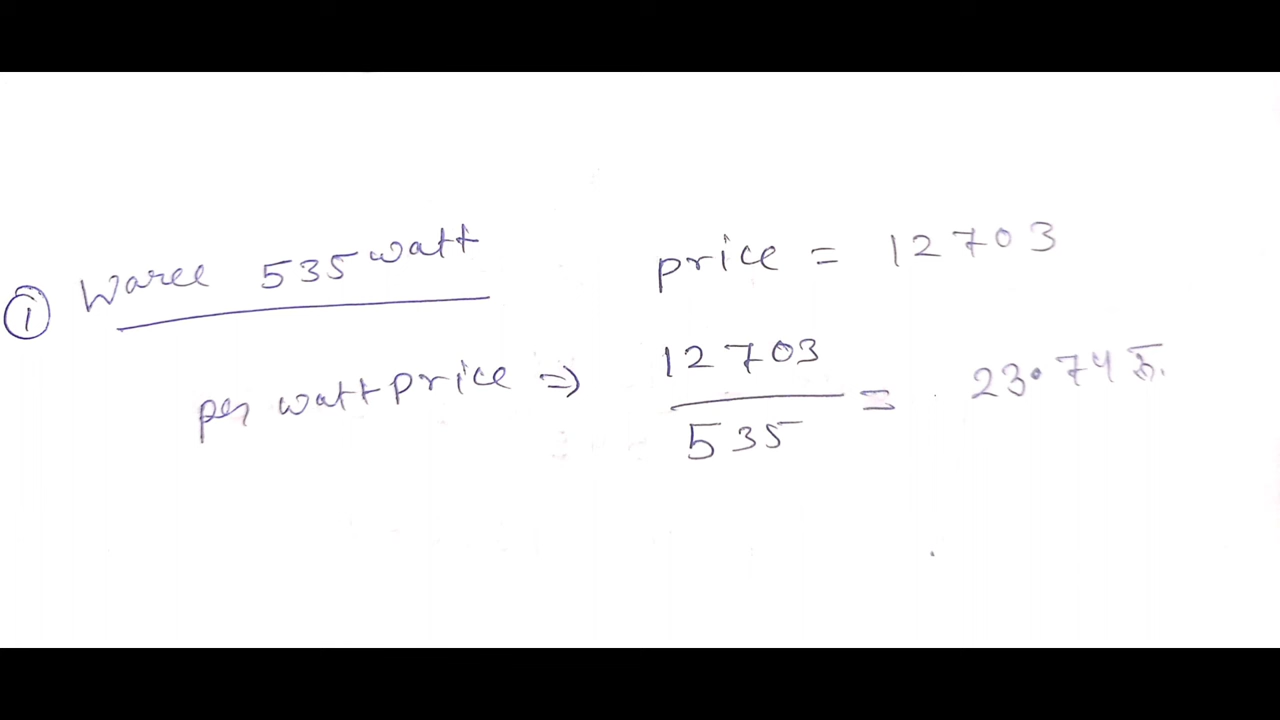 ① Waree 535 watt price = 12703
per watt price ⇒ 12703 / 535 = 23.74 रु.